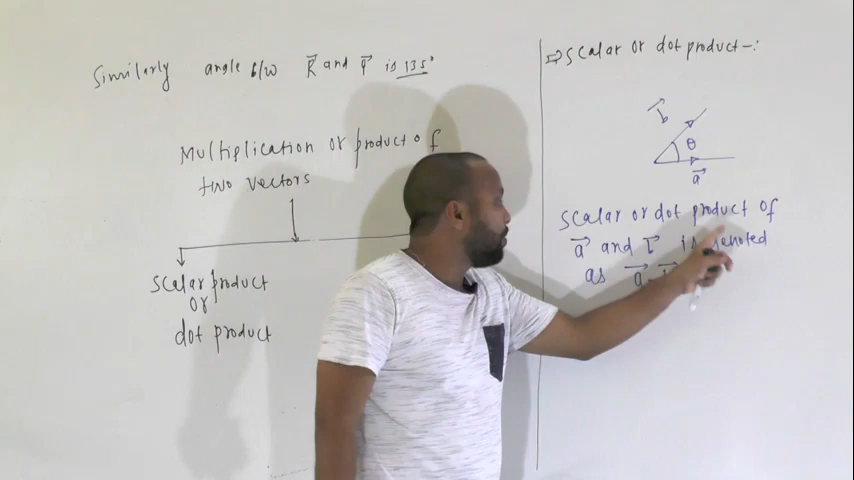 Similarly angle b/w R and P is 135°
Multiplication or product of
two vectors
scalar product
or
dot product
⇒ scalar or dot product -:
b
θ
a
scalar or dot product of
a and b is denoted
as a .